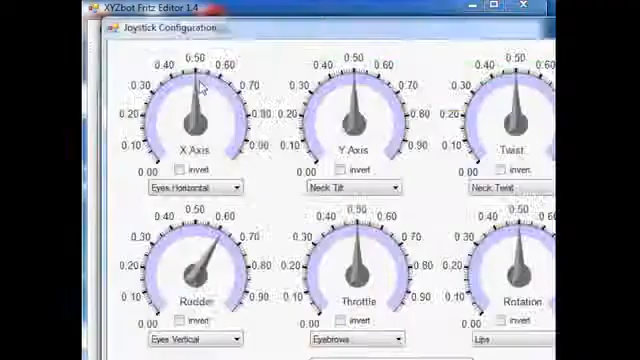 XYZbot Fritz Editor 1.4
Joystick Configuration
0.50 0.50 0.50
0.40 0.60 0.40 0.60 0.40 0.60
0.30 0.70 0.30 0.70 0.30 0.70
0.20 0.80 0.20 0.80 0.20
0.10 0.10 0.10
X Axis Y Axis Twist
0.00 0.00 0.00
invert invert invert
Eyes Horizontal Neck Tilt Neck Twist
0.50 0.50 0.50
0.40 0.60 0.40 0.60 0.40 0.60
0.30 0.70 0.30 0.70 0.30 0.70
0.20 0.80 0.20 0.80 0.20
0.10 0.90 0.10 0.90 0.10
Rudder Throttle Rotation
0.00 0.00 0.00
invert invert invert
Eyes Vertical Eyebrows Lips